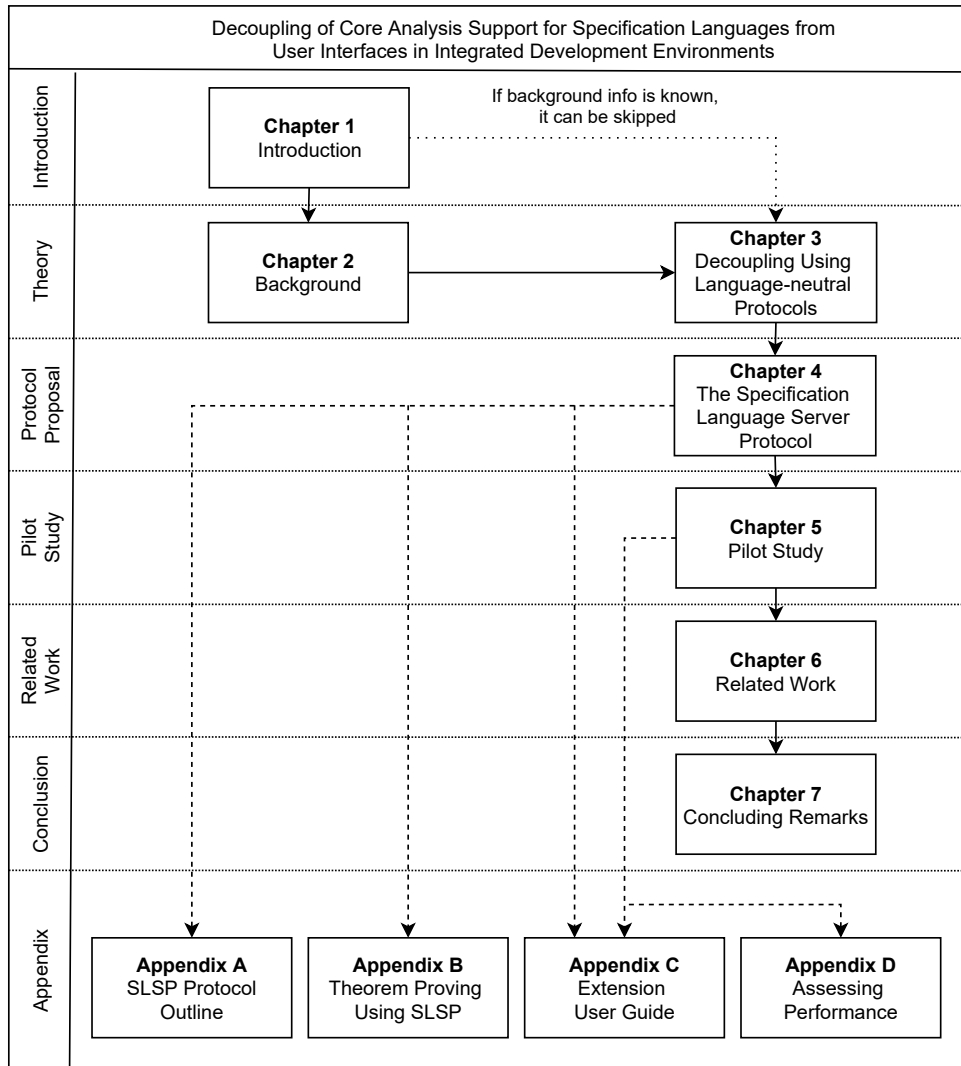 Decoupling of Core Analysis Support for Specification Languages from
User Interfaces in Integrated Development Environments
Introduction
Chapter 1
Introduction
If background info is known,
it can be skipped
Theory
Chapter 2
Background
Chapter 3
Decoupling Using
Language-neutral
Protocols
Protocol
Proposal
Chapter 4
The Specification
Language Server
Protocol
Pilot
Study
Chapter 5
Pilot Study
Related
Work
Chapter 6
Related Work
Conclusion
Chapter 7
Concluding Remarks
Appendix
Appendix A
SLSP Protocol
Outline
Appendix B
Theorem Proving
Using SLSP
Appendix C
Extension
User Guide
Appendix D
Assessing
Performance